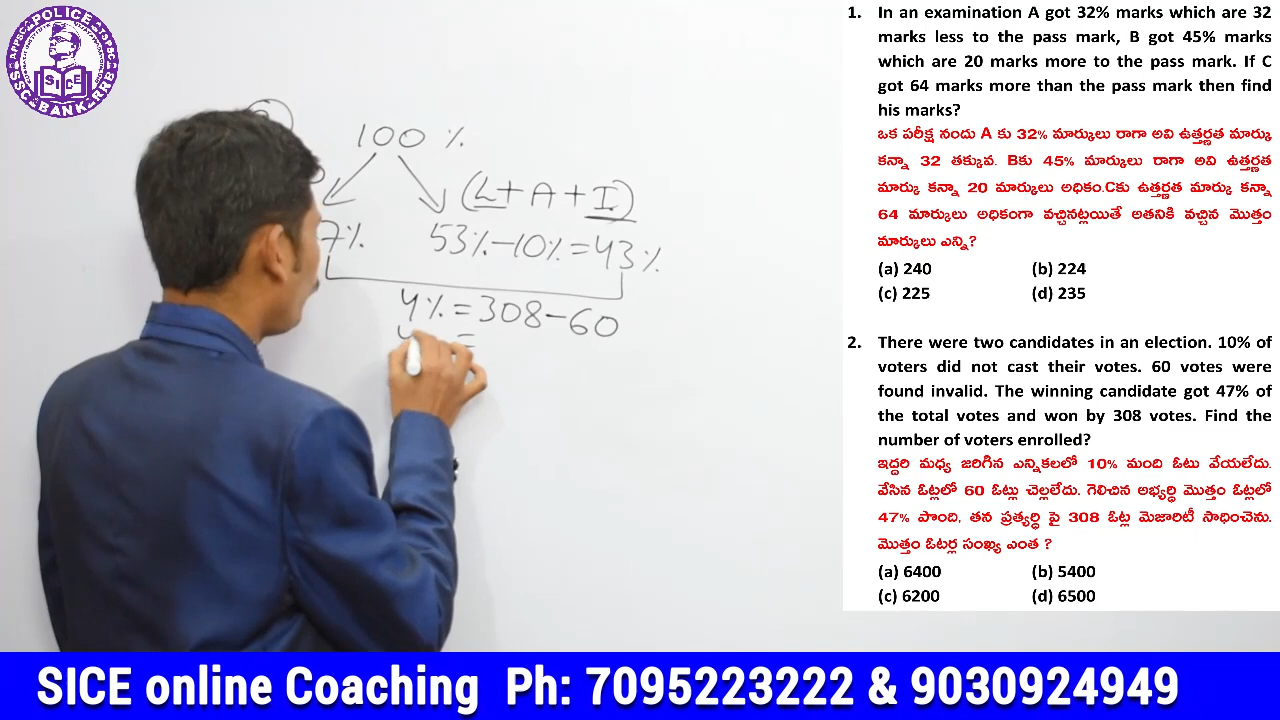 POLICE
APPSC
TSPSC
SICE
SSC
BANK
RRB
100 %
(L+A+I)
7% 53%-10%=43%
4%=308-60
=
1. In an examination A got 32% marks which are 32
marks less to the pass mark, B got 45% marks
which are 20 marks more to the pass mark. If C
got 64 marks more than the pass mark then find
his marks?
ఒక పరీక్ష నందు A కు 32% మార్కులు రాగా అవి ఉత్తర్ణత మార్కు
కన్నా 32 తక్కువ. Bకు 45% మార్కులు రాగా అవి ఉత్తర్ణత
మార్కు కన్నా 20 మార్కులు అధికం.Cకు ఉత్తర్ణత మార్కు కన్నా
64 మార్కులు అధికంగా వచ్చినట్లయితే అతనికి వచ్చిన మొత్తం
మార్కులు ఎన్ని?
(a) 240 (b) 224
(c) 225 (d) 235
2. There were two candidates in an election. 10% of
voters did not cast their votes. 60 votes were
found invalid. The winning candidate got 47% of
the total votes and won by 308 votes. Find the
number of voters enrolled?
ఇద్దరి మధ్య జరిగిన ఎన్నికలలో 10% మంది ఓటు వేయలేదు.
వేసిన ఓట్లలో 60 ఓట్లు చెల్లలేదు. గెలిచిన అభ్యర్థి మొత్తం ఓట్లలో
47% పొంది, తన ప్రత్యర్థి పై 308 ఓట్ల మెజారిటీ సాధించెను.
మొత్తం ఓటర్ల సంఖ్య ఎంత ?
(a) 6400 (b) 5400
(c) 6200 (d) 6500
SICE online Coaching Ph: 7095223222 & 9030924949